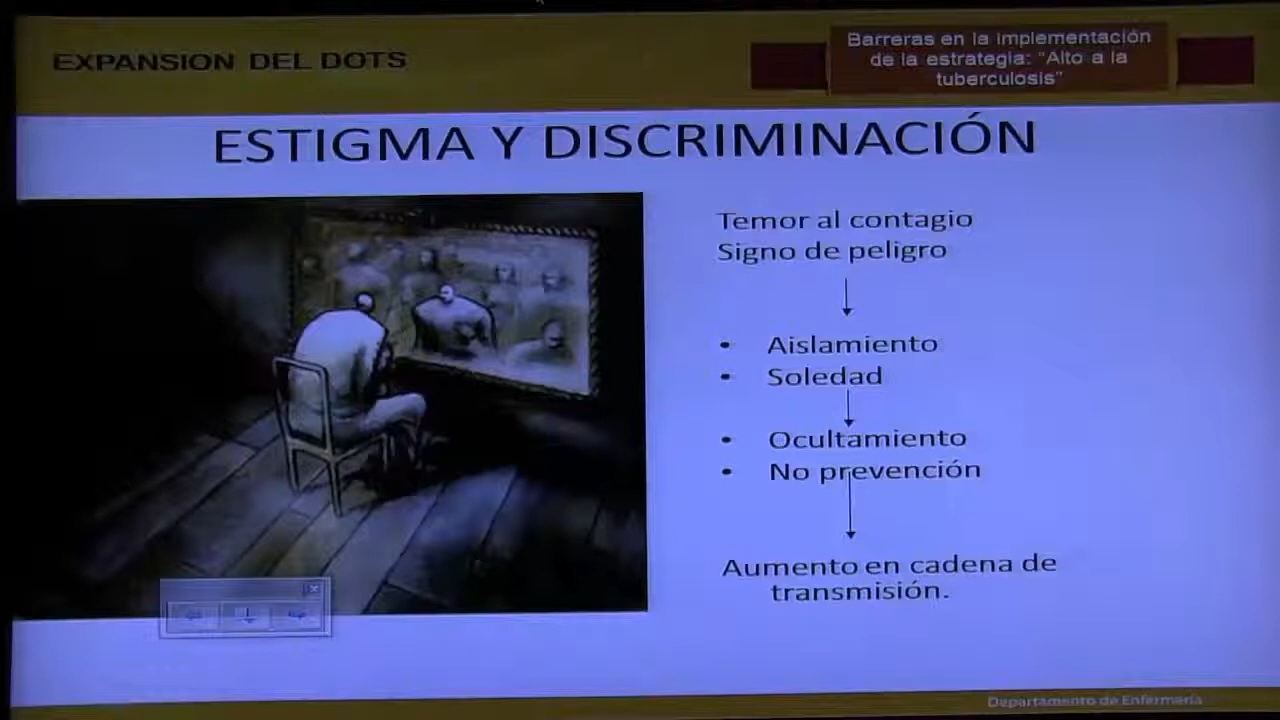 EXPANSION DEL DOTS
Barreras en la implementación
de la estrategia: "Alto a la
tuberculosis"
ESTIGMA Y DISCRIMINACIÓN
Temor al contagio
Signo de peligro
• Aislamiento
• Soledad
• Ocultamiento
• No prevención
Aumento en cadena de
transmisión.
Departamento de Enfermería